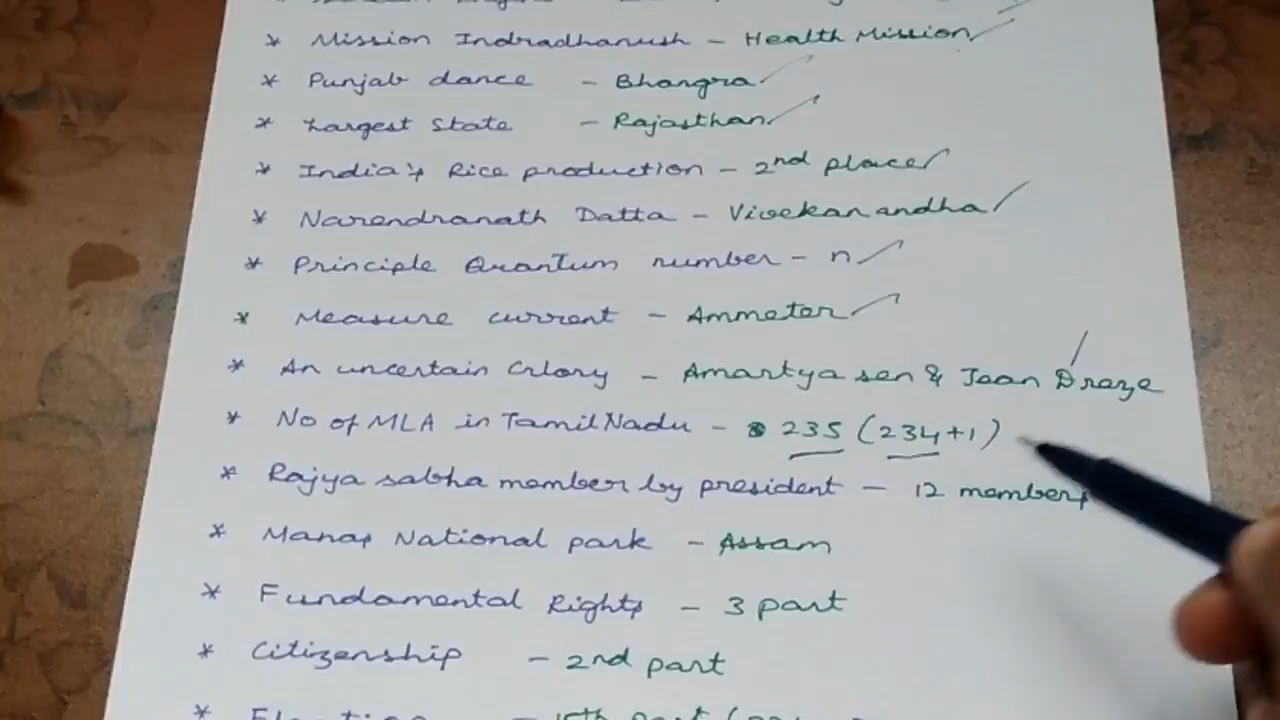 * Mission Indradhanush - Health Mission
* Punjab dance - Bhangra
* Largest State - Rajasthan
* India's Rice production - 2nd place
* Narendranath Datta - Vivekanandha
* Principle Quantum number - n
* Measure current - Ammeter
* An uncertain Glory - Amartya sen & Jean Dreze
* No of MLA in TamilNadu - 235 (234+1)
* Rajya sabha member by president - 12 members
* Manas National park - Assam
* Fundamental Rights - 3 part
* Citizenship - 2nd part
* - 15th part